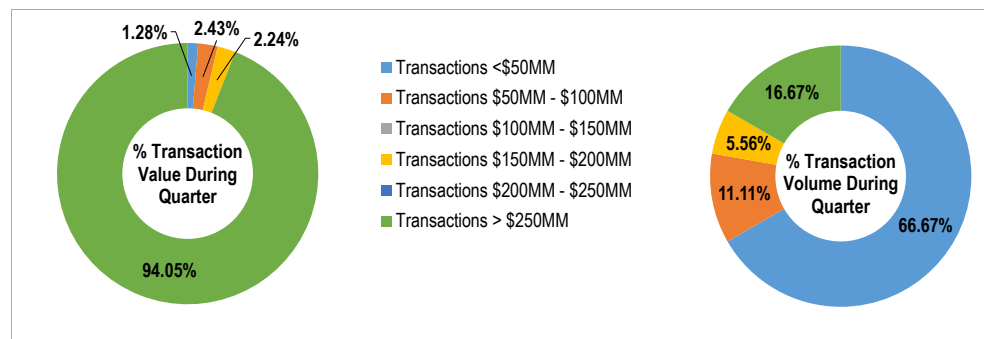 1.28%
2.43%
2.24%
% Transaction
Value During
Quarter
94.05%
Transactions <$50MM
Transactions $50MM - $100MM
Transactions $100MM - $150MM
Transactions $150MM - $200MM
Transactions $200MM - $250MM
Transactions > $250MM
16.67%
5.56%
11.11%
% Transaction
Volume During
Quarter
66.67%